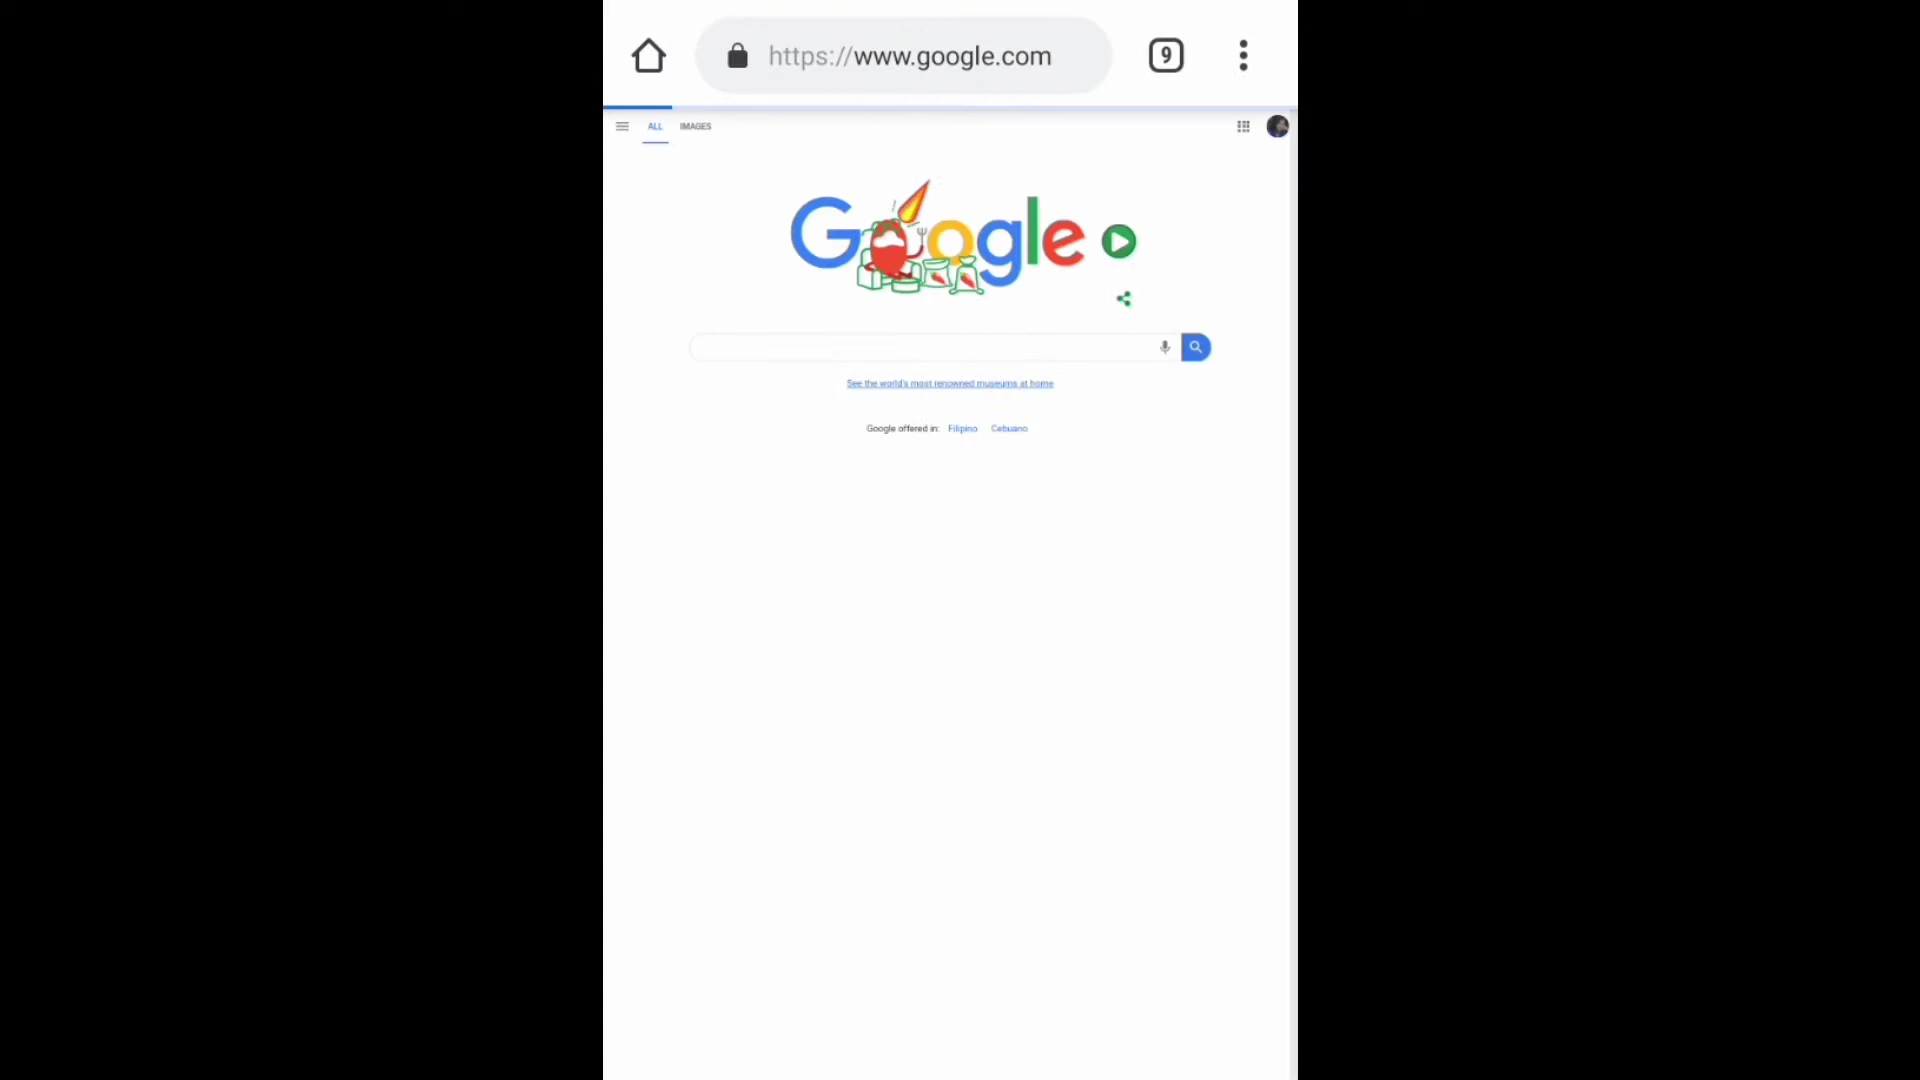 https://www.google.com
9
ALL IMAGES
Google
See the world's most renowned museums at home
Google offered in: Filipino Cebuano